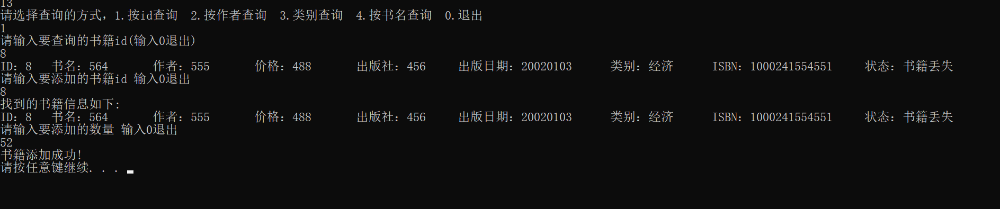 13
请选择查询的方式，1.按id查询  2.按作者查询  3.类别查询  4.按书名查询  0.退出
1
请输入要查询的书籍id(输入0退出)
8
ID：8   书名：564       作者：555       价格：488       出版社：456     出版日期：20020103      类别：经济      ISBN：1000241554551     状态：书籍丢失
请输入要添加的书籍id 输入0退出
8
找到的书籍信息如下:
ID：8   书名：564       作者：555       价格：488       出版社：456     出版日期：20020103      类别：经济      ISBN：1000241554551     状态：书籍丢失
请输入要添加的数量 输入0退出
52
书籍添加成功!
请按任意键继续. . .